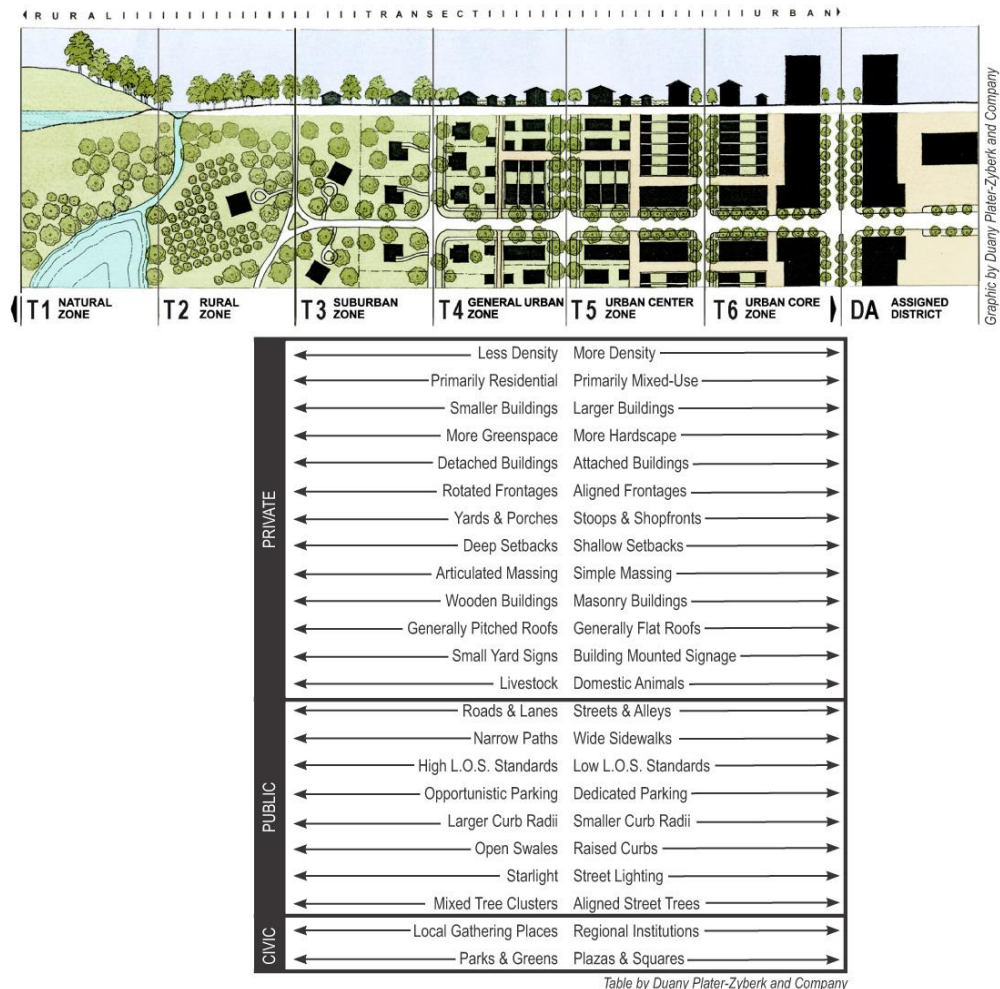 RURAL TRANSECT URBAN
Graphic by Duany Plater-Zyberk and Company
T1 NATURAL ZONE
T2 RURAL ZONE
T3 SUBURBAN ZONE
T4 GENERAL URBAN ZONE
T5 URBAN CENTER ZONE
T6 URBAN CORE ZONE
DA ASSIGNED DISTRICT
PRIVATE
Less Density More Density
Primarily Residential Primarily Mixed-Use
Smaller Buildings Larger Buildings
More Greenspace More Hardscape
Detached Buildings Attached Buildings
Rotated Frontages Aligned Frontages
Yards & Porches Stoops & Shopfronts
Deep Setbacks Shallow Setbacks
Articulated Massing Simple Massing
Wooden Buildings Masonry Buildings
Generally Pitched Roofs Generally Flat Roofs
Small Yard Signs Building Mounted Signage
Livestock Domestic Animals
PUBLIC
Roads & Lanes Streets & Alleys
Narrow Paths Wide Sidewalks
High L.O.S. Standards Low L.O.S. Standards
Opportunistic Parking Dedicated Parking
Larger Curb Radii Smaller Curb Radii
Open Swales Raised Curbs
Starlight Street Lighting
Mixed Tree Clusters Aligned Street Trees
CIVIC
Local Gathering Places Regional Institutions
Parks & Greens Plazas & Squares
Table by Duany Plater-Zyberk and Company